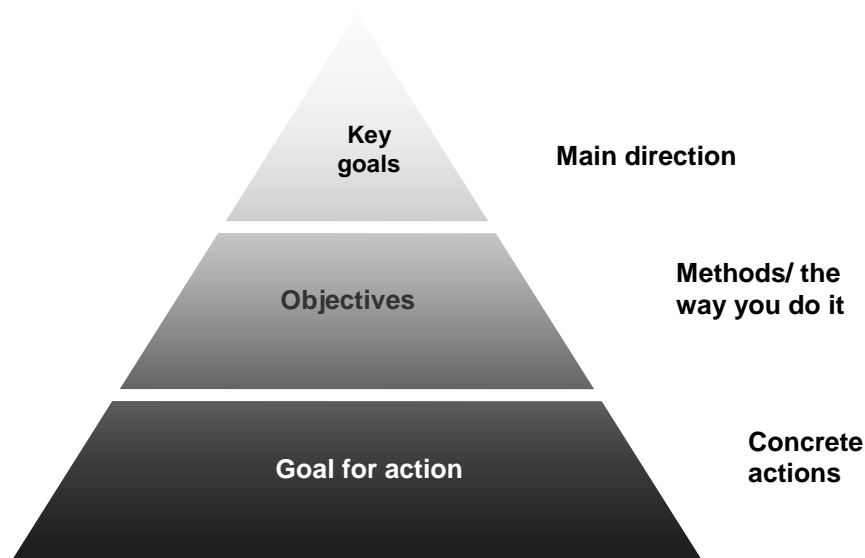 Key
goals
Main direction
Objectives
Methods/ the
way you do it
Goal for action
Concrete
actions